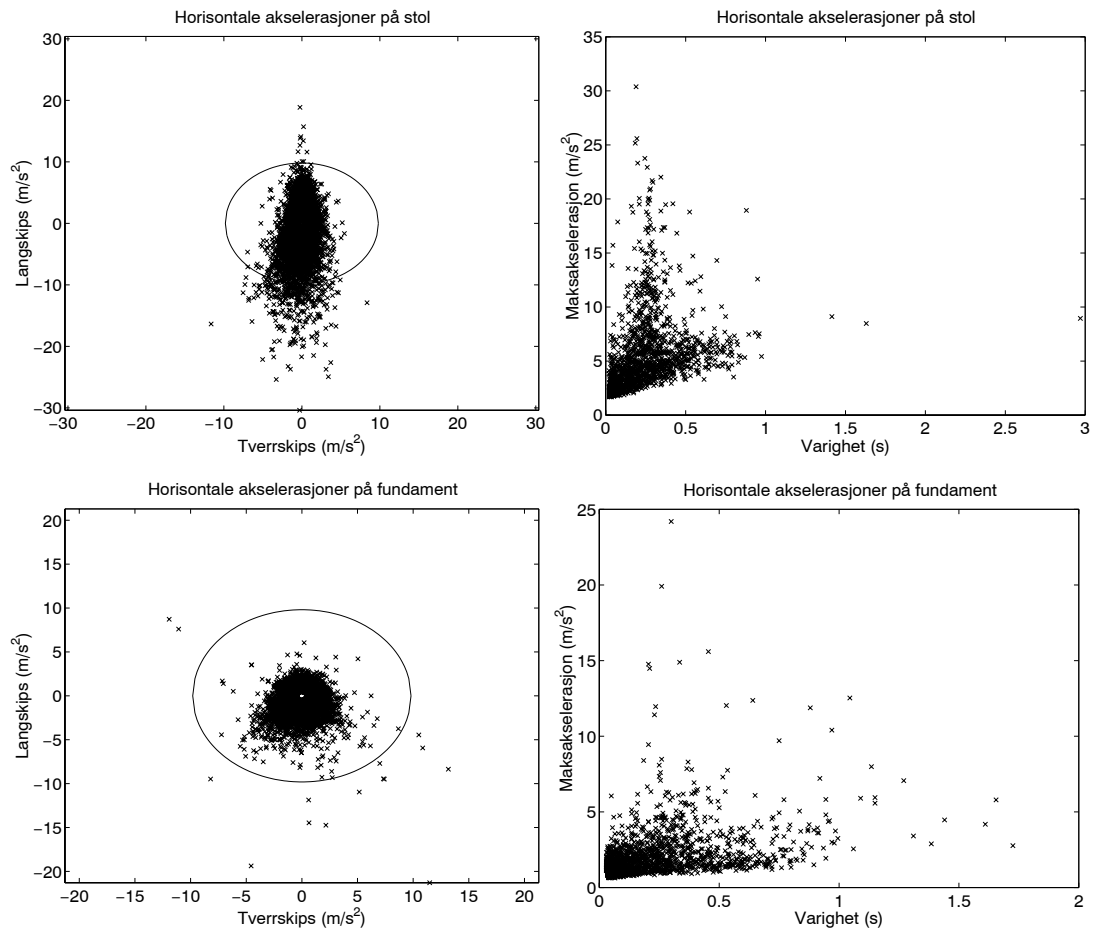 Horisontale akselerasjoner på stol
Langskips (m/s²)
30
20
10
0
−10
−20
−30
−30 −20 −10 0 10 20 30
Tverrskips (m/s²)
Horisontale akselerasjoner på stol
Maksakselerasjon (m/s²)
35
30
25
20
15
10
5
0
0 0.5 1 1.5 2 2.5 3
Varighet (s)
Horisontale akselerasjoner på fundament
Langskips (m/s²)
20
15
10
5
0
−5
−10
−15
−20
−20 −15 −10 −5 0 5 10 15 20
Tverrskips (m/s²)
Horisontale akselerasjoner på fundament
Maksakselerasjon (m/s²)
25
20
15
10
5
0
0 0.5 1 1.5 2
Varighet (s)